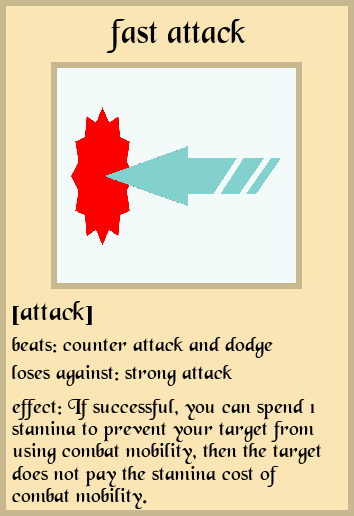 fast attack
[attack]
beats: counter attack and dodge
loses against: strong attack
effect: If successful, you can spend 1
stamina to prevent your target from
using combat mobility, then the target
does not pay the stamina cost of
combat mobility.